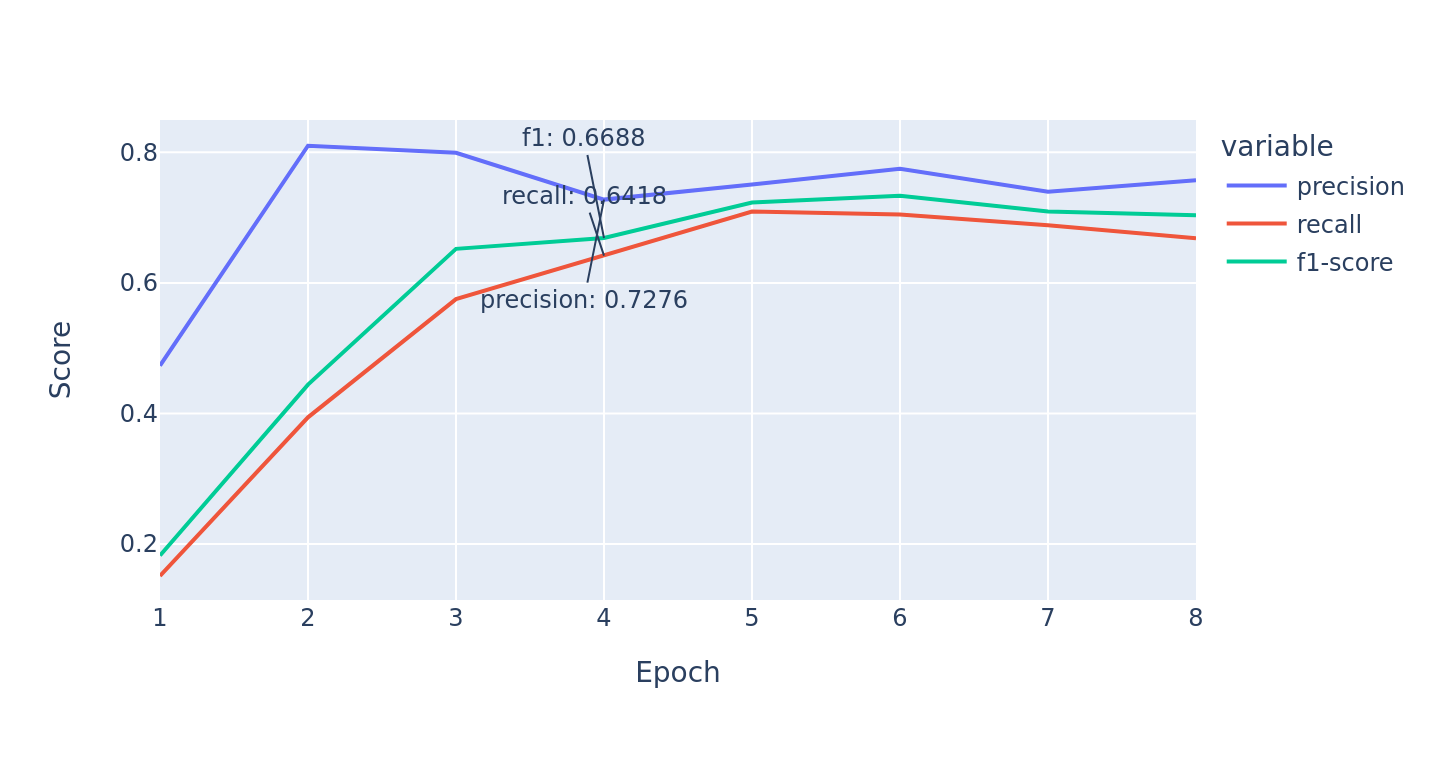 f1: 0.6688
recall: 0.6418
precision: 0.7276
0.8
0.6
0.4
0.2
Score
1 2 3 4 5 6 7 8
Epoch
variable
precision
recall
f1-score